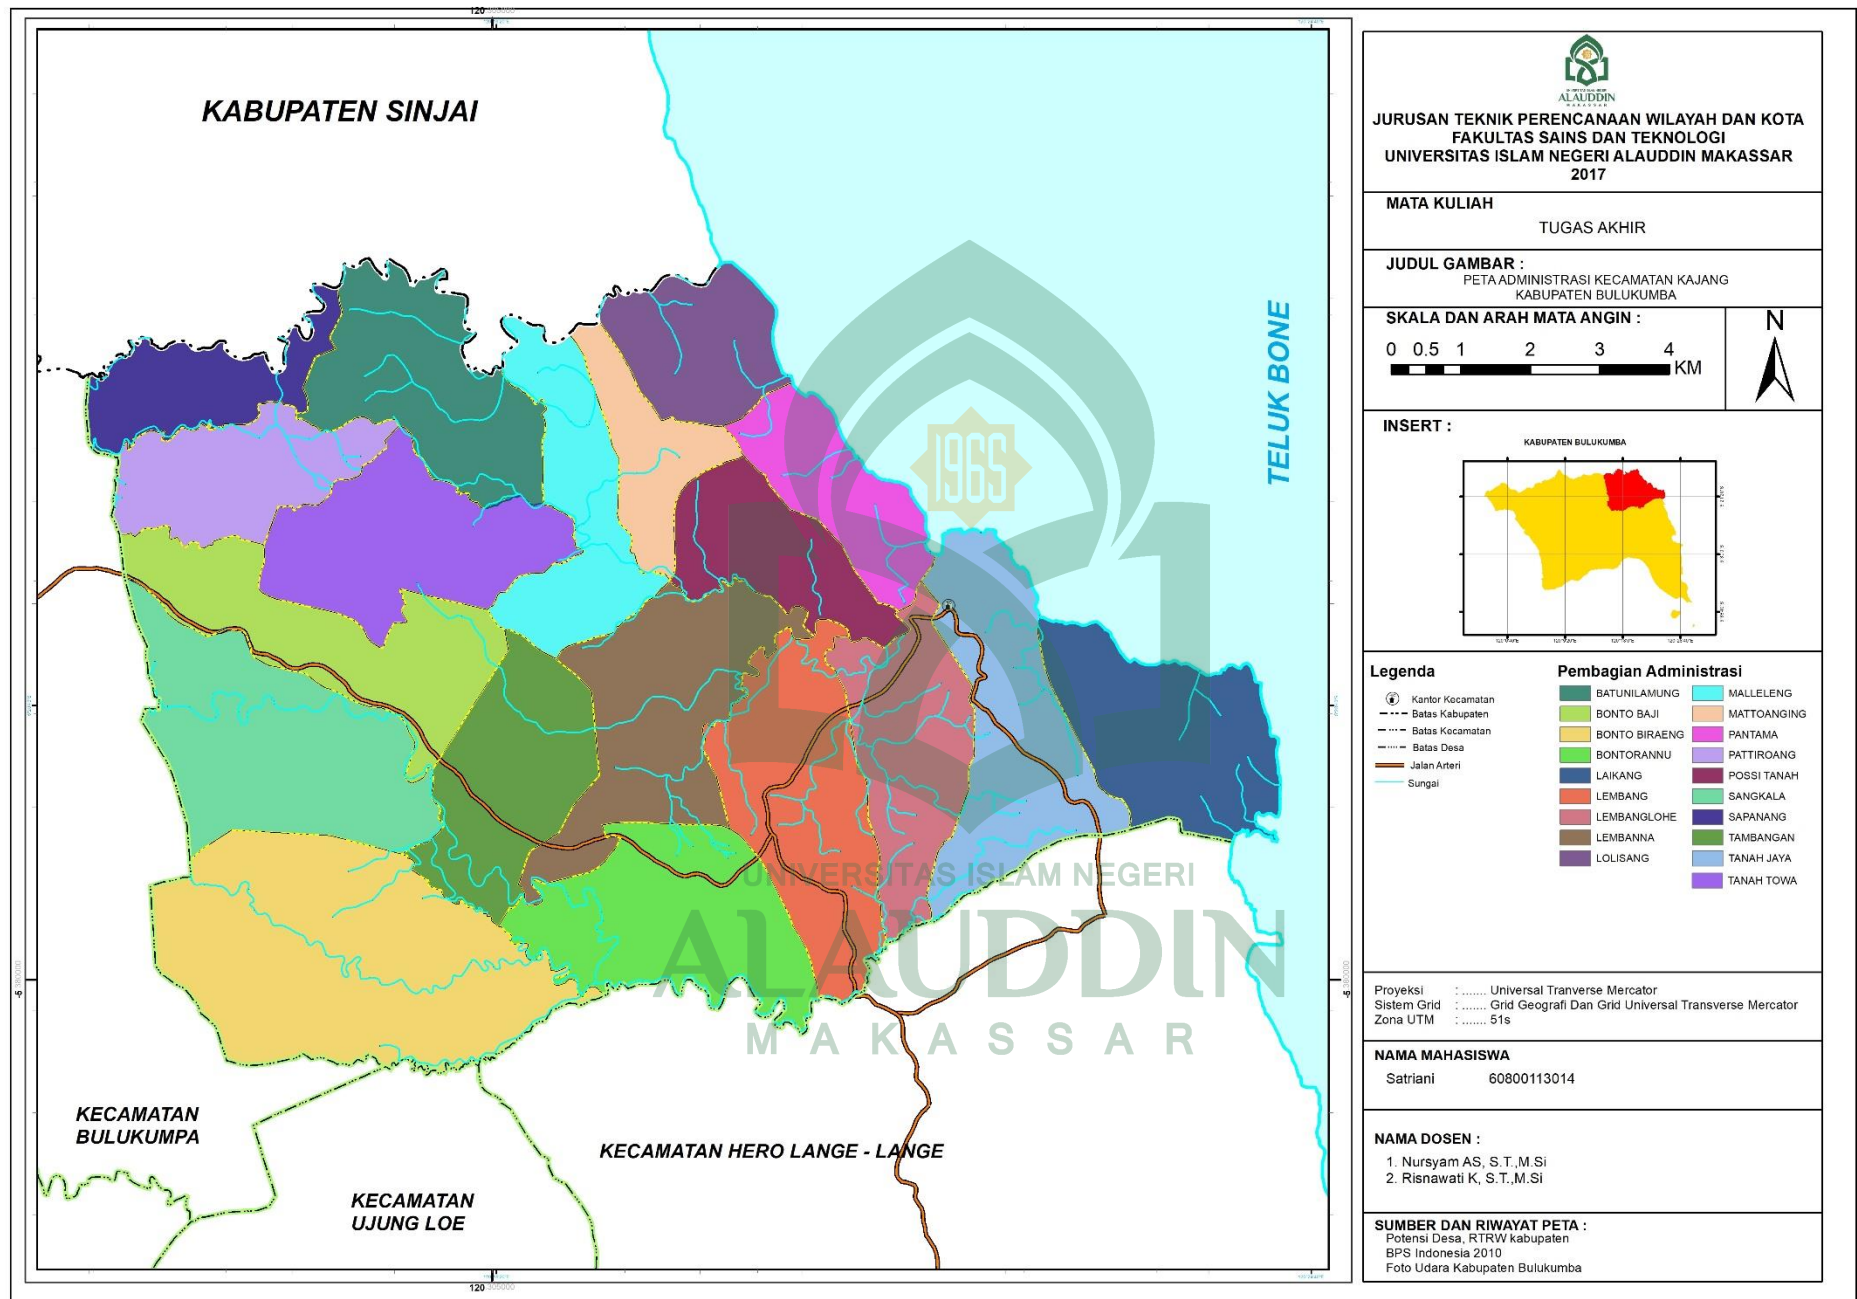 120
KABUPATEN SINJAI
TELUK BONE
KECAMATAN
BULUKUMPA
KECAMATAN
UJUNG LOE
KECAMATAN HERO LANGE - LANGE
120
1965
UNIVERSITAS ISLAM NEGERI
ALAUDDIN
MAKASSAR
ALAUDDIN
MAKASSAR
JURUSAN TEKNIK PERENCANAAN WILAYAH DAN KOTA
FAKULTAS SAINS DAN TEKNOLOGI
UNIVERSITAS ISLAM NEGERI ALAUDDIN MAKASSAR
2017
MATA KULIAH
TUGAS AKHIR
JUDUL GAMBAR :
PETA ADMINISTRASI KECAMATAN KAJANG
KABUPATEN BULUKUMBA
SKALA DAN ARAH MATA ANGIN :
0 0.5 1 2 3 4
KM
N
INSERT :
KABUPATEN BULUKUMBA
Legenda
Kantor Kecamatan
Batas Kabupaten
Batas Kecamatan
Batas Desa
Jalan Arteri
Sungai
Pembagian Administrasi
BATUNILAMUNG
BONTO BAJI
BONTO BIRAENG
BONTORANNU
LAIKANG
LEMBANG
LEMBANGLOHE
LEMBANNA
LOLISANG
MALLELENG
MATTOANGING
PANTAMA
PATTIROANG
POSSI TANAH
SANGKALA
SAPANANG
TAMBANGAN
TANAH JAYA
TANAH TOWA
Proyeksi : ....... Universal Tranverse Mercator
Sistem Grid : ....... Grid Geografi Dan Grid Universal Transverse Mercator
Zona UTM : ....... 51s
NAMA MAHASISWA
Satriani 60800113014
NAMA DOSEN :
1. Nursyam AS, S.T.,M.Si
2. Risnawati K, S.T.,M.Si
SUMBER DAN RIWAYAT PETA :
Potensi Desa, RTRW kabupaten
BPS Indonesia 2010
Foto Udara Kabupaten Bulukumba